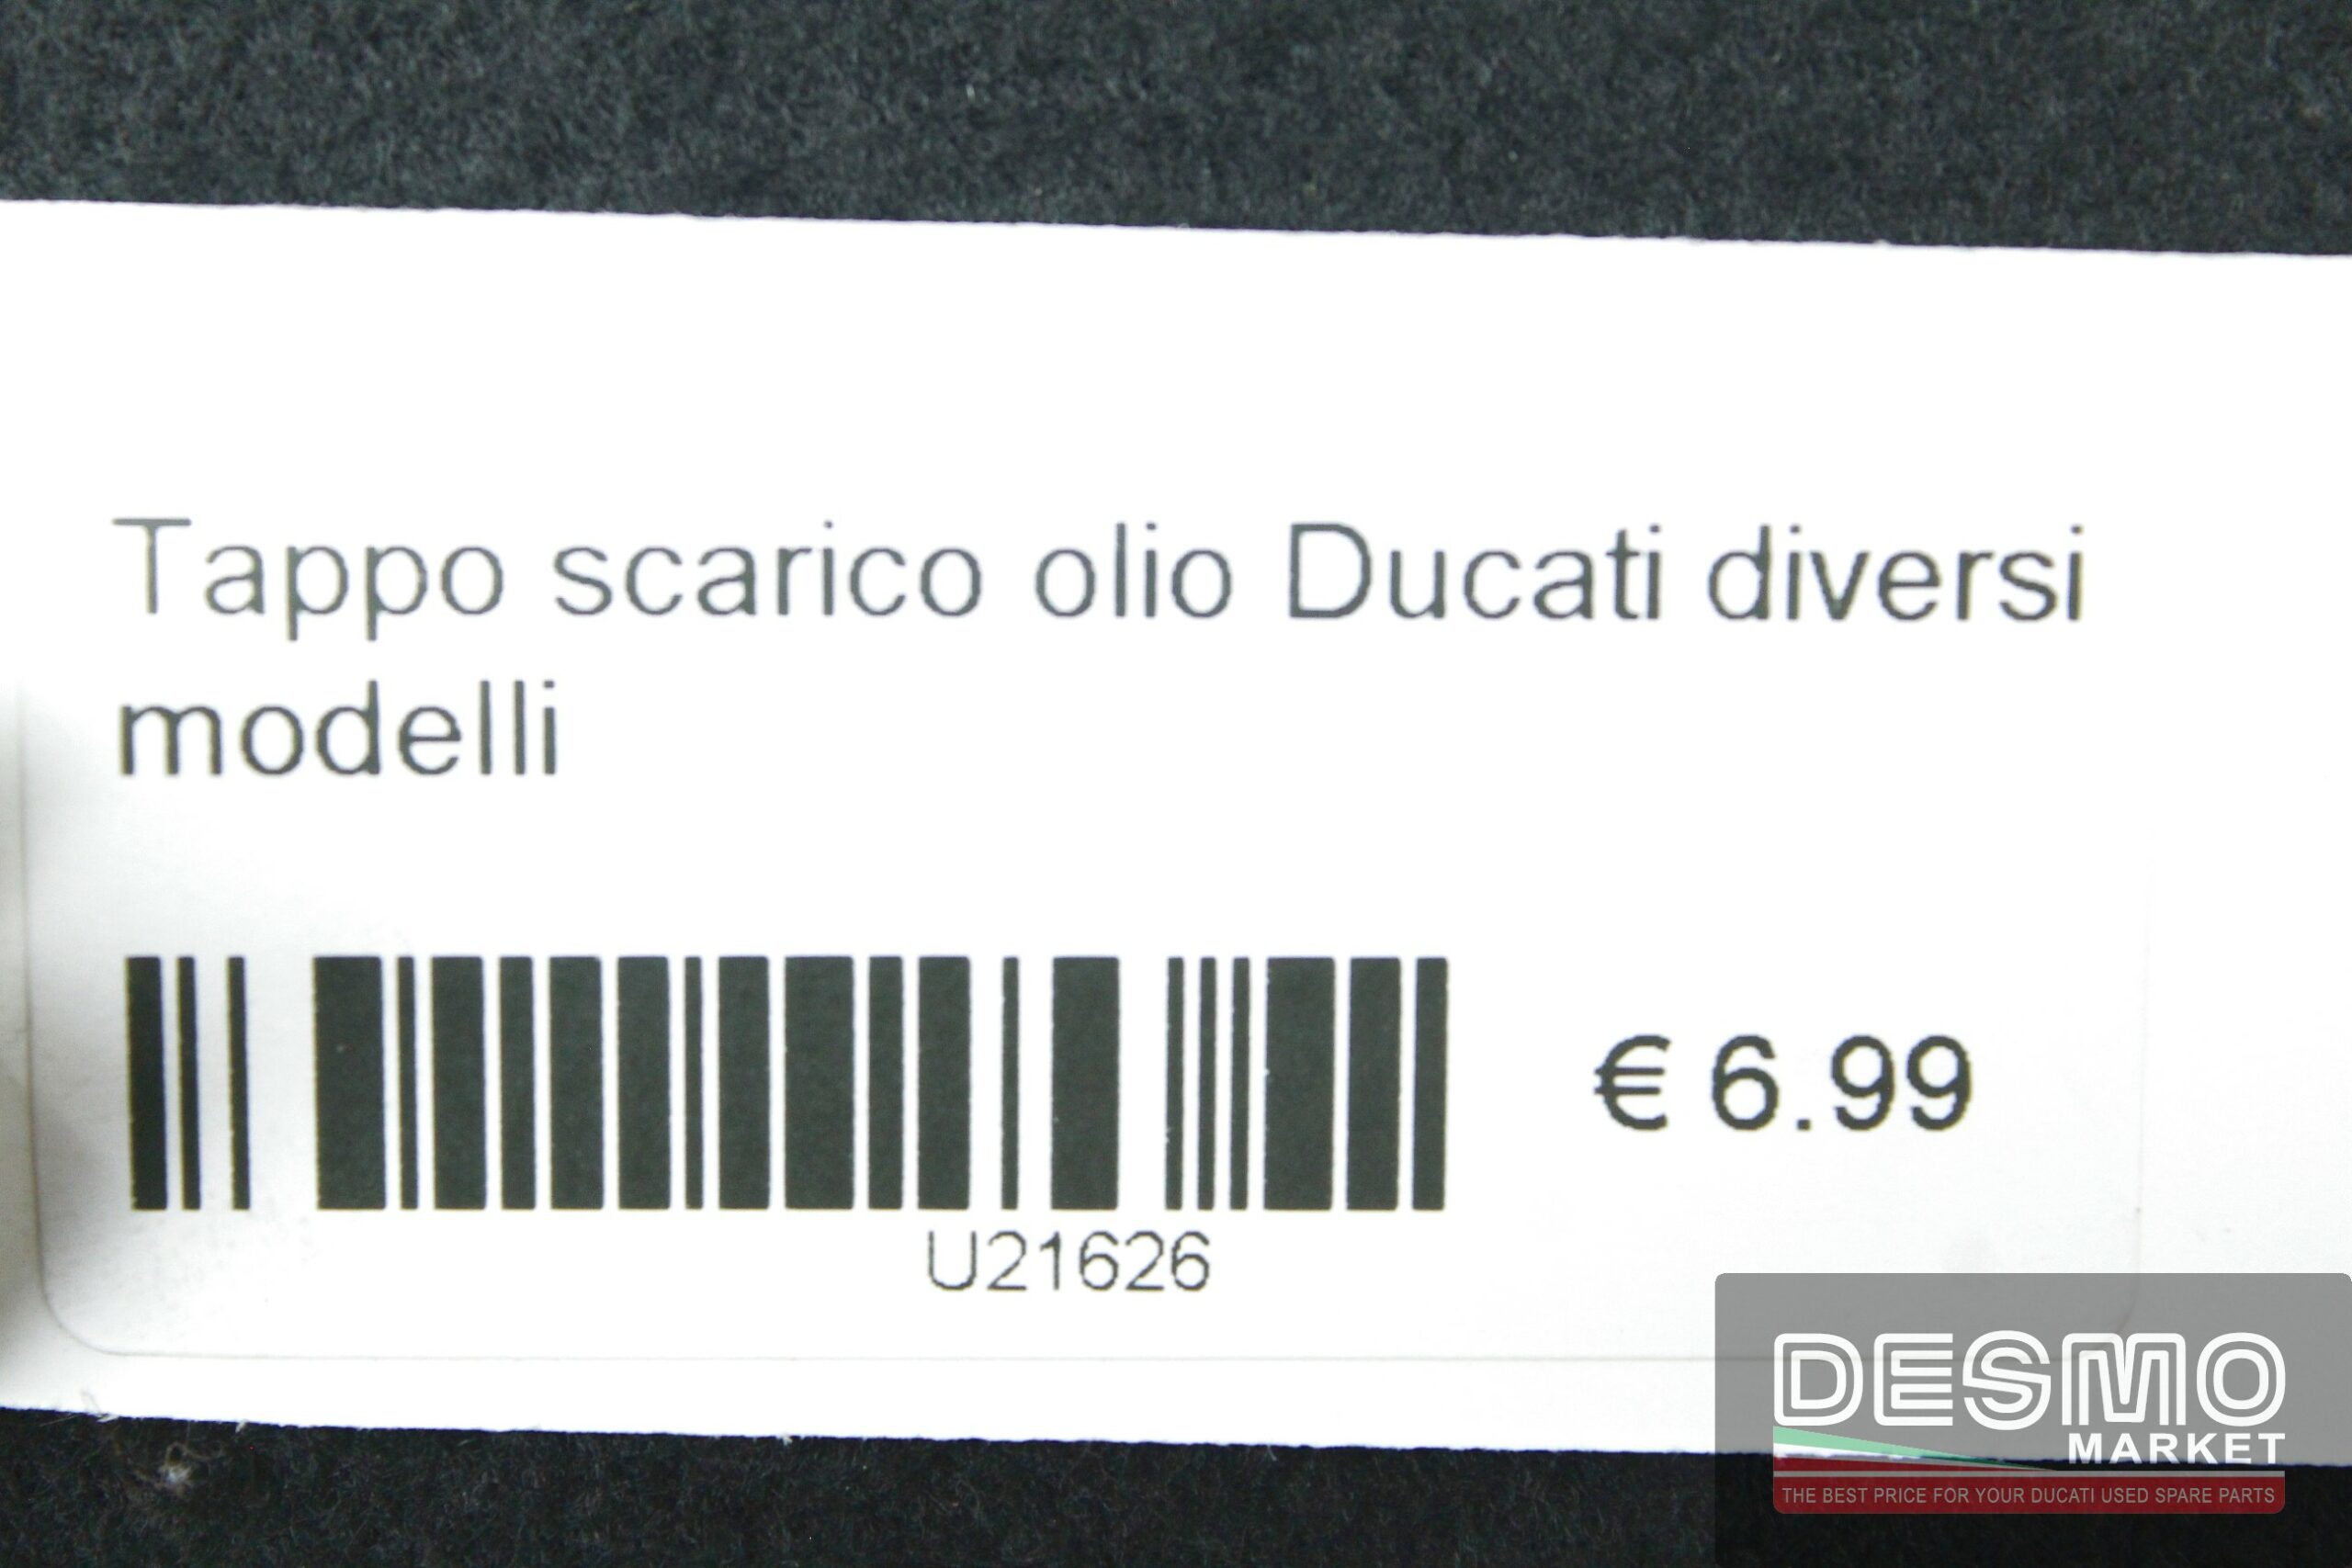 Tappo scarico olio Ducati diversi
modelli
€ 6.99
U21626
DESMO
MARKET
THE BEST PRICE FOR YOUR DUCATI USED SPARE PARTS